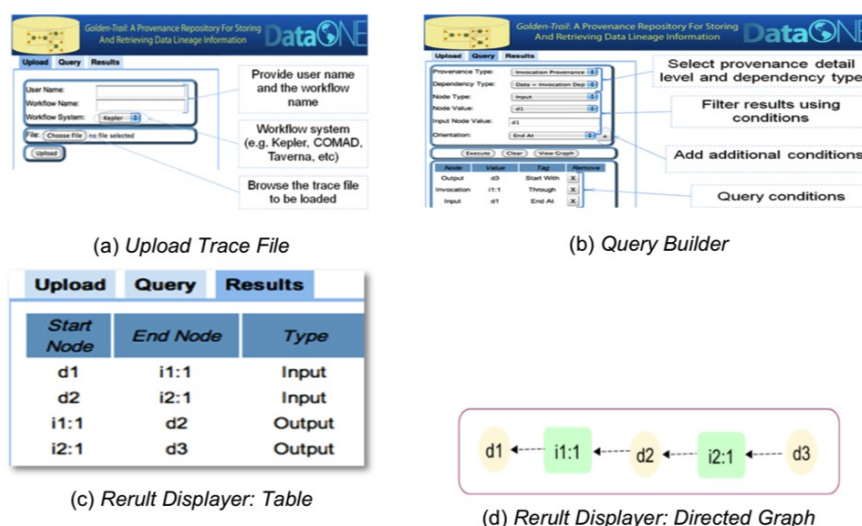 Golden-Trail: A Provenance Repository For Storing
And Retrieving Data Lineage Information
DataONE
Upload Query Results
User Name:
Workflow Name:
Workflow System: Kepler
File: Choose File no file selected
Upload
Provide user name
and the workflow
name
Workflow system
(e.g. Kepler, COMAD,
Taverna, etc)
Browse the trace file
to be loaded
(a) Upload Trace File
Golden-Trail: A Provenance Repository For Storing
And Retrieving Data Lineage Information
DataONE
Upload Query Results
Provenance Type: Invocation Provenance
Dependency Type: Data - Invocation Dep
Node Type: Input
Node Value: d1
Input Node Value: d1
Orientation: End At
+
Execute Clear View Graph
Node Value Tag Remove
Output d3 Start With X
Invocation i1:1 Through X
Input d1 End At X
Select provenance detail
level and dependency type
Filter results using
conditions
Add additional conditions
Query conditions
(b) Query Builder
Upload Query Results
Start
Node
End Node
Type
d1 i1:1 Input
d2 i2:1 Input
i1:1 d2 Output
i2:1 d3 Output
(c) Rerult Displayer: Table
d1 i1:1 d2 i2:1 d3
(d) Rerult Displayer: Directed Graph